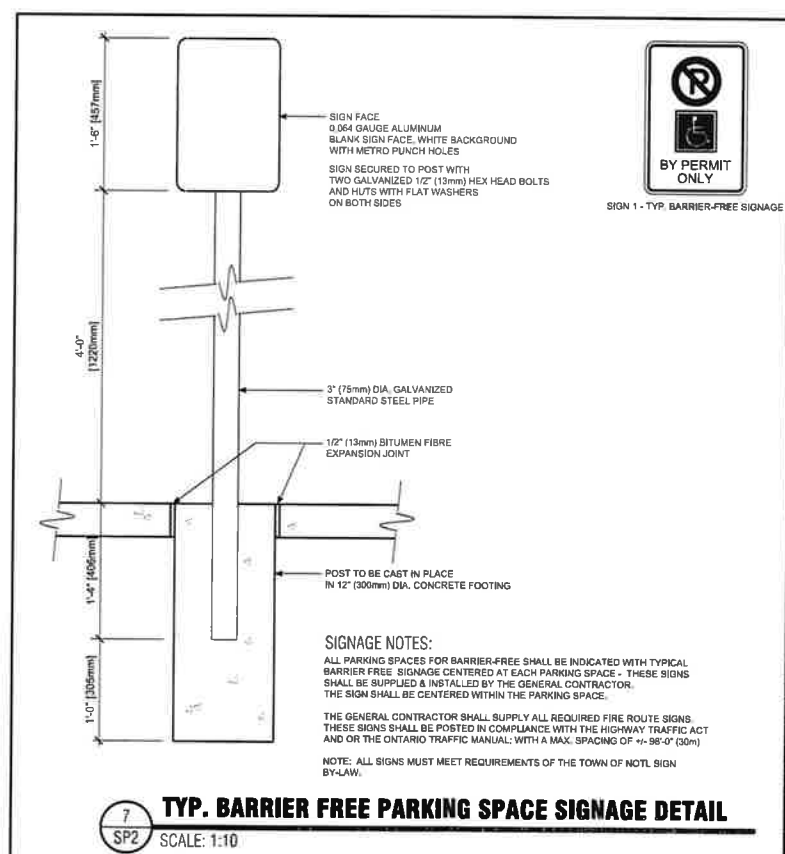 1'-6" [457mm]
4'-0"
[1220mm]
1'-4" [406mm]
1'-0" [305mm]
SIGN FACE
0.064 GAUGE ALUMINUM
BLANK SIGN FACE, WHITE BACKGROUND
WITH METRO PUNCH HOLES
SIGN SECURED TO POST WITH
TWO GALVANIZED 1/2" (13mm) HEX HEAD BOLTS
AND HUTS WITH FLAT WASHERS
ON BOTH SIDES
P
BY PERMIT
ONLY
SIGN 1 - TYP. BARRIER-FREE SIGNAGE
3" (75mm) DIA. GALVANIZED
STANDARD STEEL PIPE
1/2" (13mm) BITUMEN FIBRE
EXPANSION JOINT
POST TO BE CAST IN PLACE
IN 12" (300mm) DIA. CONCRETE FOOTING
SIGNAGE NOTES:
ALL PARKING SPACES FOR BARRIER-FREE SHALL BE INDICATED WITH TYPICAL
BARRIER FREE SIGNAGE CENTERED AT EACH PARKING SPACE - THESE SIGNS
SHALL BE SUPPLIED & INSTALLED BY THE GENERAL CONTRACTOR.
THE SIGN SHALL BE CENTERED WITHIN THE PARKING SPACE.
THE GENERAL CONTRACTOR SHALL SUPPLY ALL REQUIRED FIRE ROUTE SIGNS.
THESE SIGNS SHALL BE POSTED IN COMPLIANCE WITH THE HIGHWAY TRAFFIC ACT
AND OR THE ONTARIO TRAFFIC MANUAL; WITH A MAX. SPACING OF +/- 98'-0" (30m)
NOTE: ALL SIGNS MUST MEET REQUIREMENTS OF THE TOWN OF NOTL SIGN
BY-LAW.
7
SP2
TYP. BARRIER FREE PARKING SPACE SIGNAGE DETAIL
SCALE: 1:10